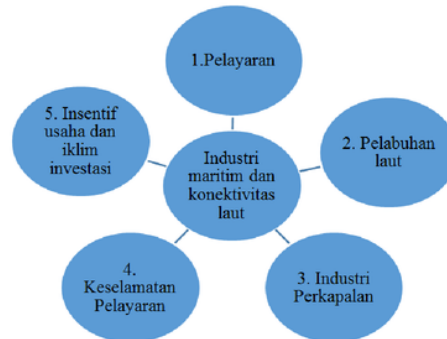 1.Pelayaran
2. Pelabuhan
laut
3. Industri
Perkapalan
4.
Keselamatan
Pelayaran
5. Insentif
usaha dan
iklim
investasi
Industri
maritim dan
konektivitas
laut